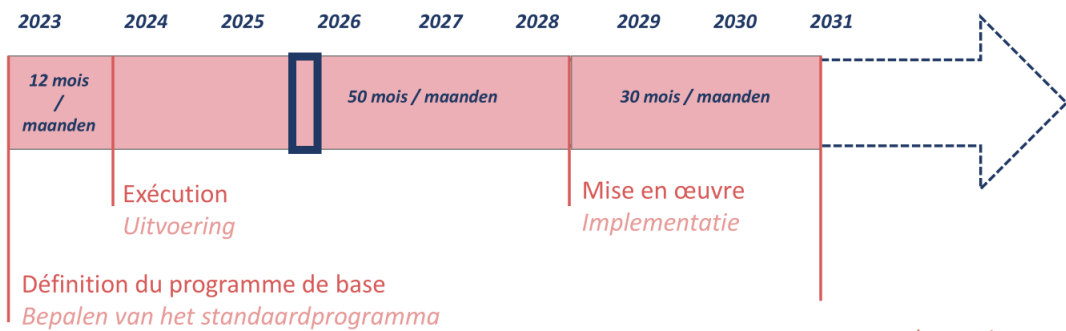 2023 2024 2025 2026 2027 2028 2029 2030 2031
12 mois
/
maanden
50 mois / maanden
30 mois / maanden
Exécution
Uitvoering
Mise en œuvre
Implementatie
Définition du programme de base
Bepalen van het standaardprogramma